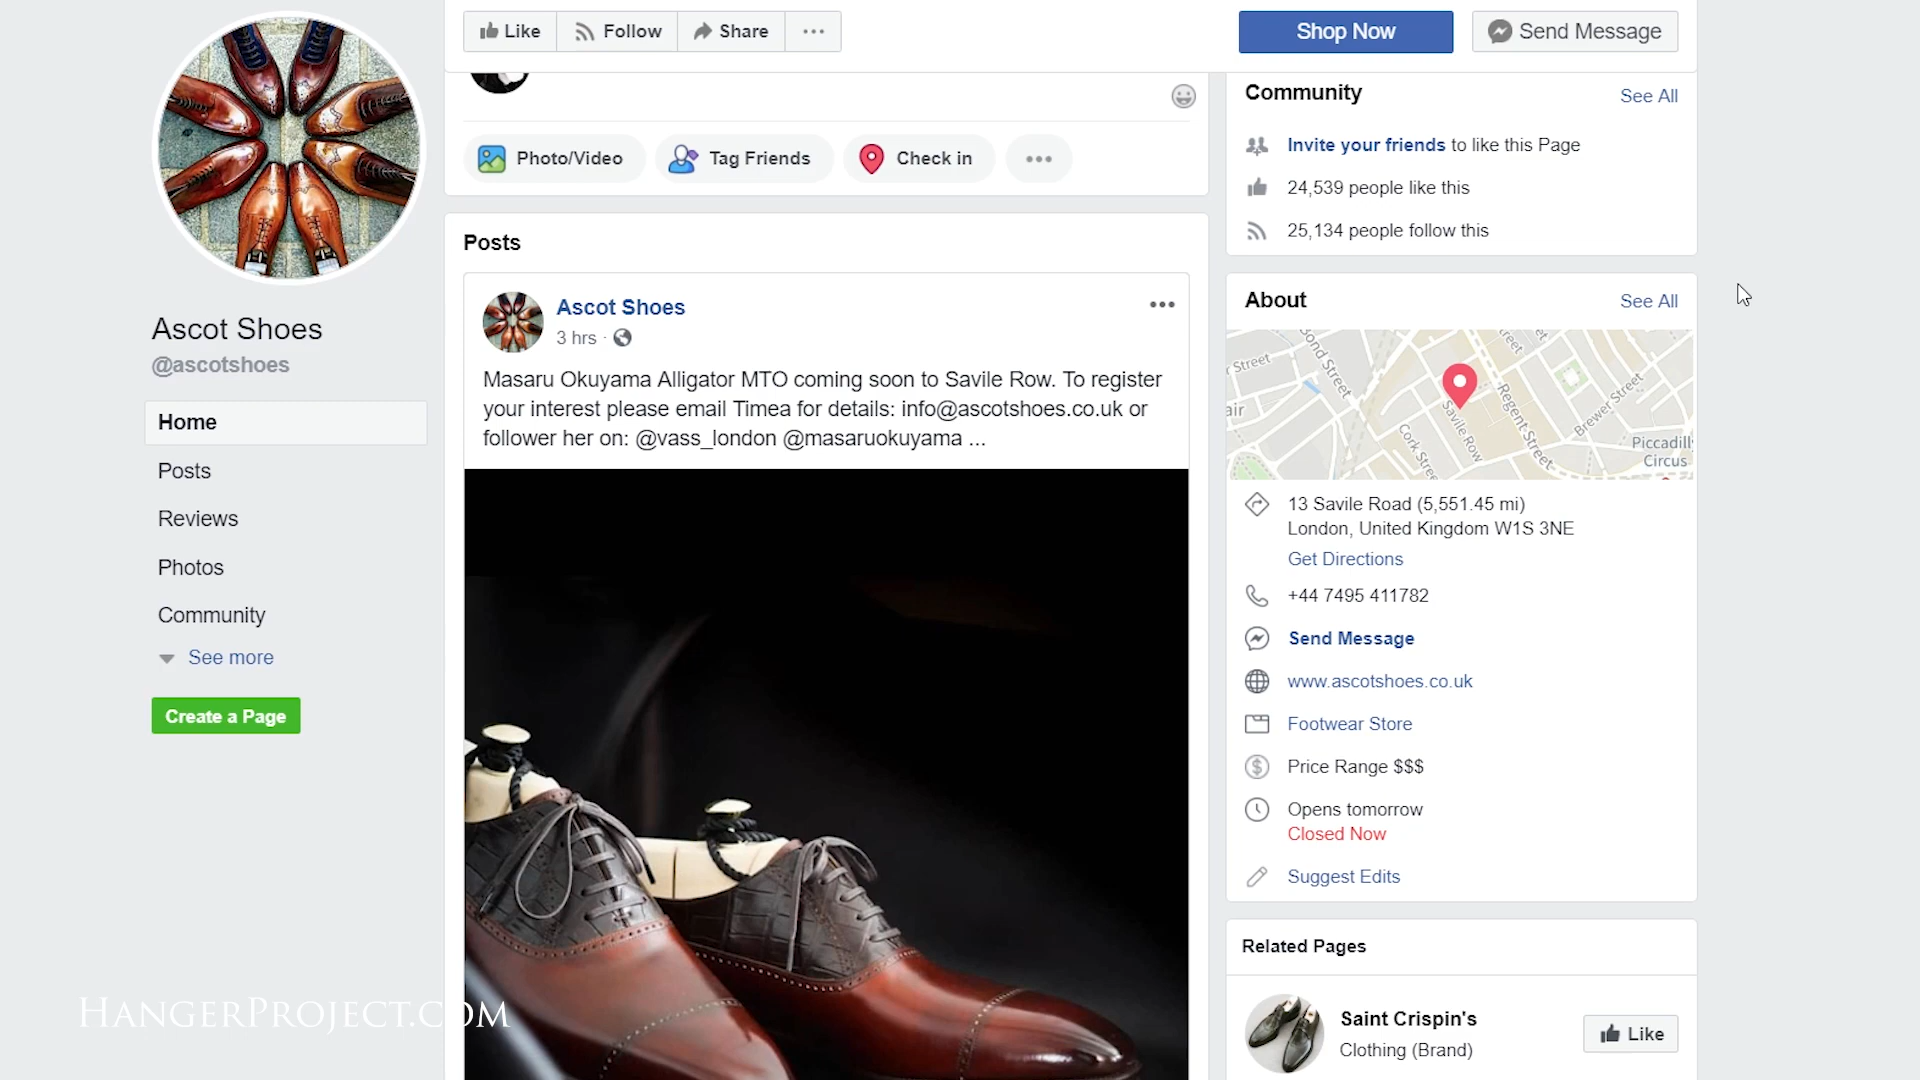 Like
Follow
Share
Shop Now
Send Message
Photo/Video
Tag Friends
Check in
Posts
Ascot Shoes
3 hrs ·
Masaru Okuyama Alligator MTO coming soon to Savile Row. To register
your interest please email Timea for details: info@ascotshoes.co.uk or
follower her on: @vass_london @masaruokuyama ...
Ascot Shoes
@ascotshoes
Home
Posts
Reviews
Photos
Community
See more
Create a Page
Community
See All
Invite your friends to like this Page
24,539 people like this
25,134 people follow this
About
See All
r Street
Bond Street
street
Savile Row
Regent Street
Brewer Street
Cork Stre
air
Piccadill
Circus
13 Savile Road (5,551.45 mi)
London, United Kingdom W1S 3NE
Get Directions
+44 7495 411782
Send Message
www.ascotshoes.co.uk
Footwear Store
Price Range $$$
Opens tomorrow
Closed Now
Suggest Edits
Related Pages
Saint Crispin's
Clothing (Brand)
Like
HANGERPROJECT.COM